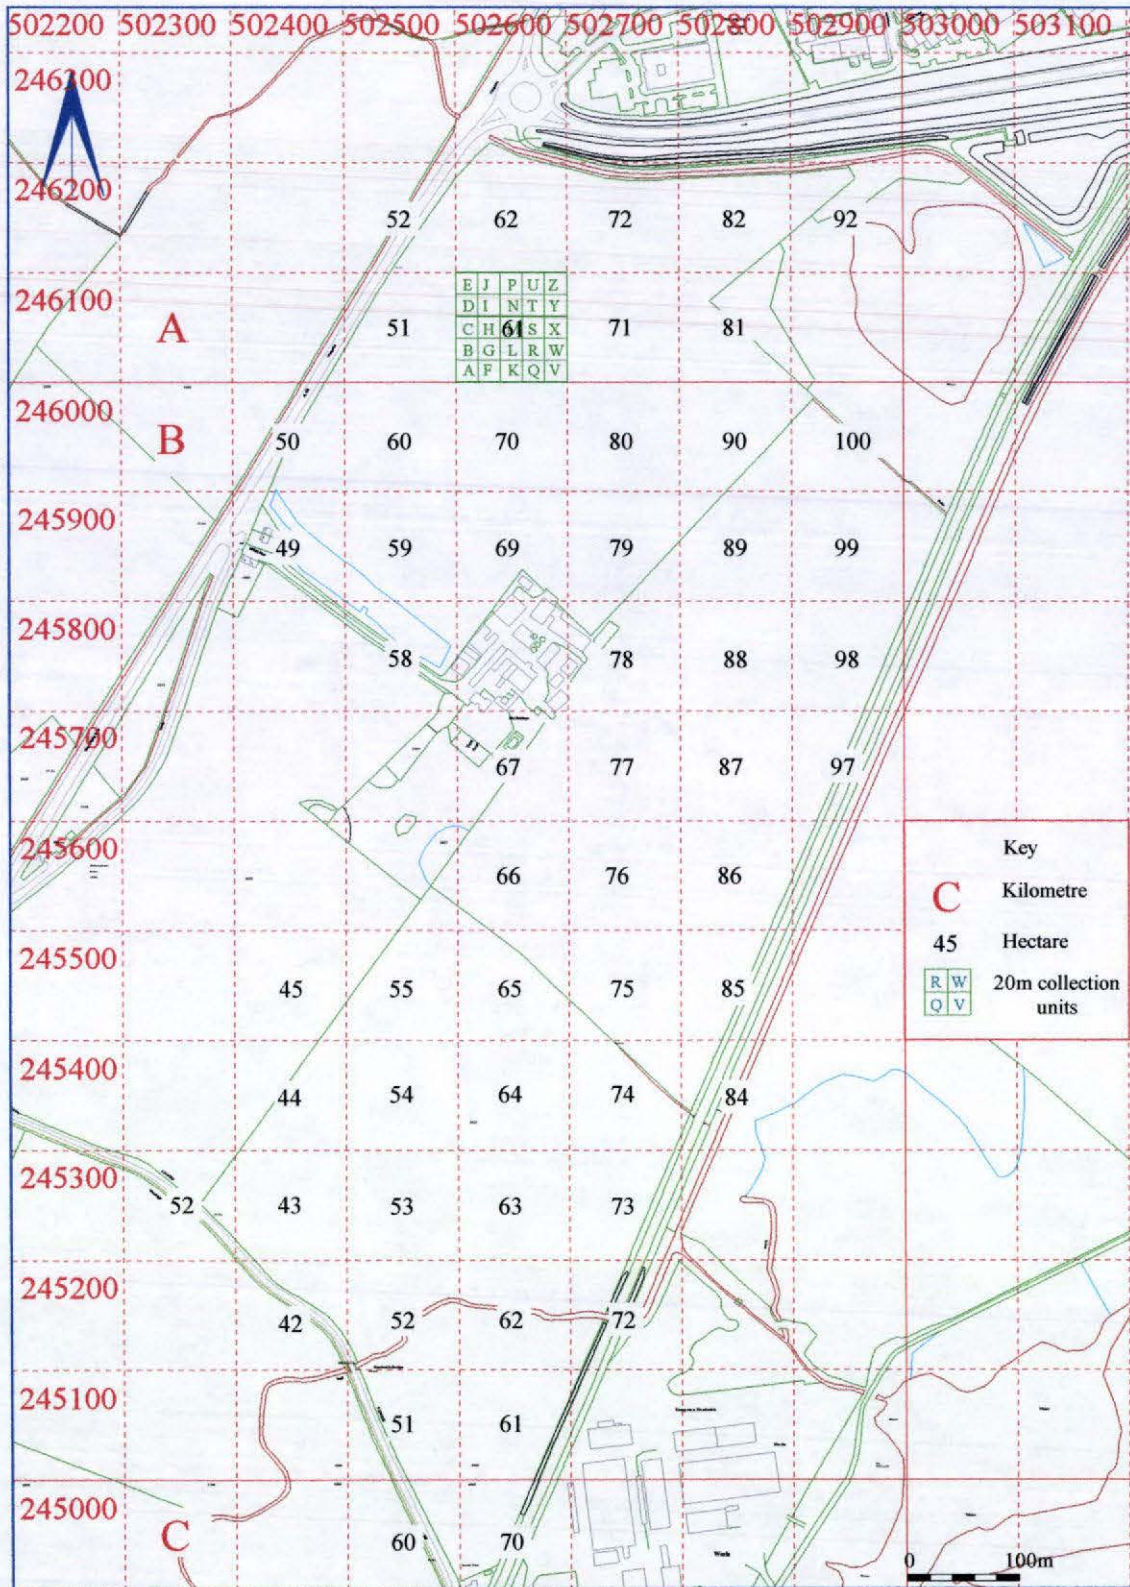 502200 502300 502400 502500 502600 502700 502800 502900 503000 503100
246300
246200
52 62 72 82 92
E J P U Z
246100
D I N T Y
A 51 C H 61 S X 71 81
B G L R W
A F K Q V
246000
B 50 60 70 80 90 100
245900
49 59 69 79 89 99
245800
58 78 88 98
245700
67 77 87 97
245600
Key
66 76 86
C Kilometre
45 Hectare
245500
45 55 65 75 85
R W 20m collection
Q V units
245400
44 54 64 74 84
245300
52 43 53 63 73
245200
42 52 62 72
245100
51 61
245000
C 60 70
Works
0 100m